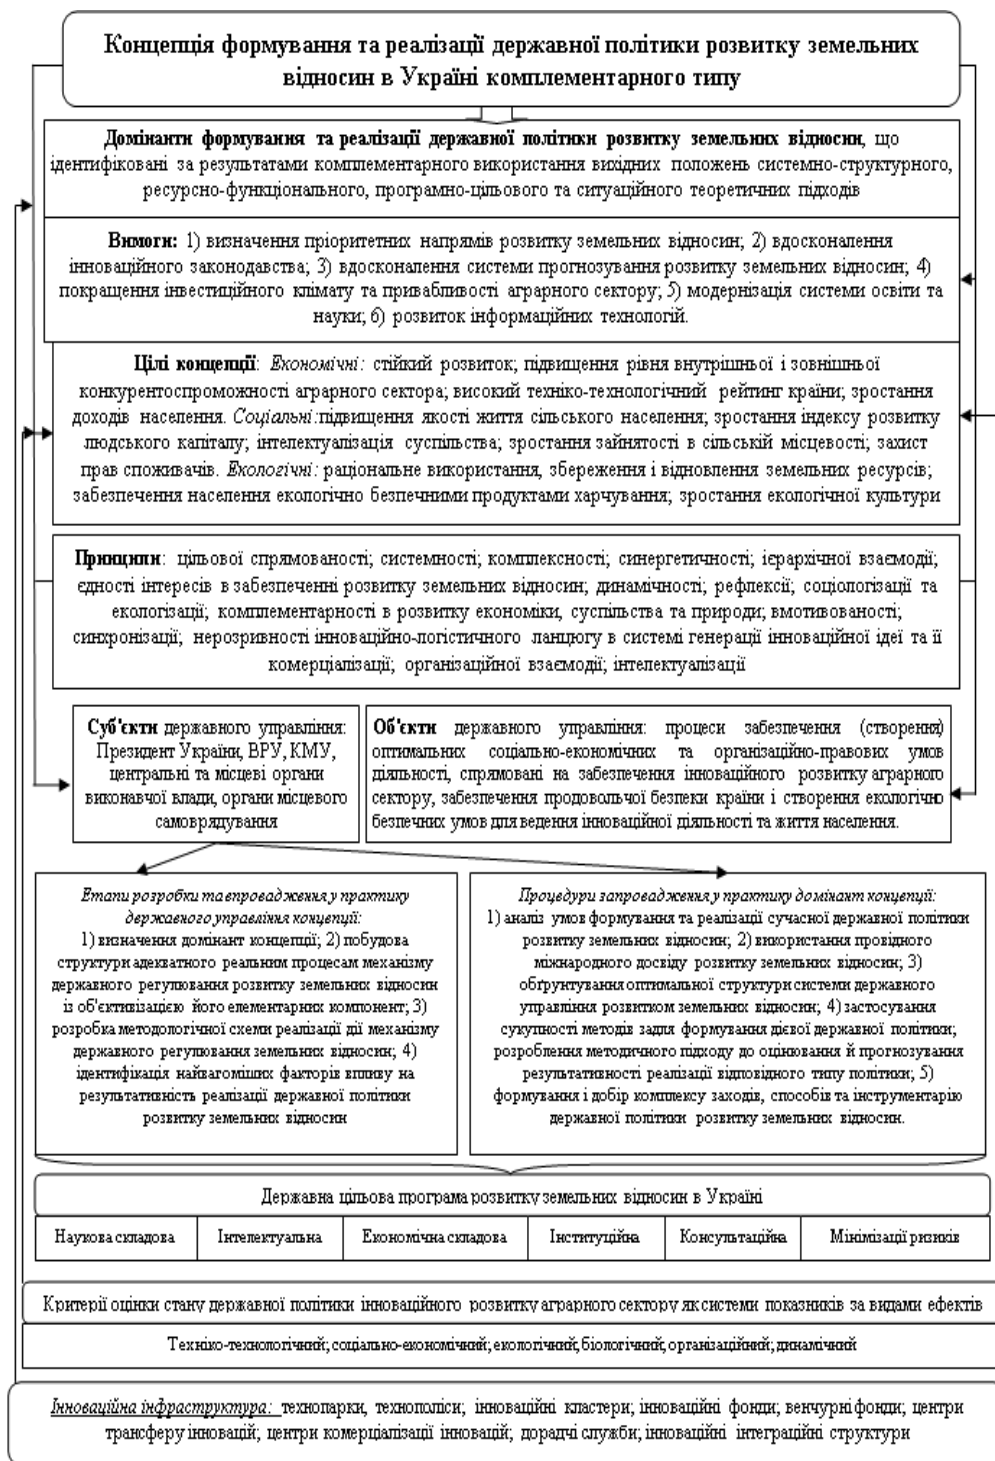 Концепція формування та реалізації державної політики розвитку земельних
відносин в Україні комплементарного типу
Домінанти формування та реалізації державної політики розвитку земельних відносин, що
ідентифіковані за результатами комплементарного використання вихідних положень системно-структурного,
ресурсно-функціонального, програмно-цільового та ситуаційного теоретичних підходів
Вимоги: 1) визначення пріоритетних напрямів розвитку земельних відносин; 2) вдосконалення
інноваційного законодавства; 3) вдосконалення системи прогнозування розвитку земельних відносин; 4)
покращення інвестиційного клімату та привабливості аграрного сектору; 5) модернізація системи освіти та
науки; 6) розвиток інформаційних технологій.
Цілі концепції: Економічні: стійкий розвиток; підвищення рівня внутрішньої і зовнішньої
конкурентоспроможності аграрного сектора; високий техніко-технологічний рейтинг країни; зростання
доходів населення. Соціальні:підвищення якості життя сільського населення; зростання індексу розвитку
людського капіталу; інтелектуалізація суспільства; зростання зайнятості в сільській місцевості; захист
прав споживачів. Екологічні: раціональне використання, збереження і відновлення земельних ресурсів;
забезпечення населення екологічно безпечними продуктами харчування; зростання екологічної культури
Принципи: цільової спрямованості; системності; комплексності; синергетичності; ієрархічної взаємодії;
єдності інтересів в забезпеченні розвитку земельних відносин; динамічності; рефлексії; соціологізації та
екологізації; комплементарності в розвитку економіки, суспільства та природи; вмотивованості;
синхронізації; нерозривності інноваційно-логістичного ланцюгу в системі генерації інноваційної ідеї та її
комерціалізації; організаційної взаємодії; інтелектуалізації
Суб'єкти державного управління:
Президент України, ВРУ, КМУ,
центральні та місцеві органи
виконавчої влади, органи місцевого
самоврядування
Об'єкти державного управління: процеси забезпечення (створення)
оптимальних соціально-економічних та організаційно-правових умов
діяльності, спрямовані на забезпечення інноваційного розвитку аграрного
сектору, забезпечення продовольчої безпеки країни і створення екологічно
безпечних умов для ведення інноваційної діяльності та життя населення.
Етапи розробки та впровадження у практику
державного управління концепції:
1) визначення домінант концепції; 2) побудова
структури адекватного реальним процесам механізму
державного регулювання розвитку земельних відносин
із об'єктивізацією його елементарних компонент; 3)
розробка методологічної схеми реалізації дії механізму
державного регулювання земельних відносин; 4)
ідентифікація найвагоміших факторів впливу на
результативність реалізації державної політики
розвитку земельних відносин
Процедури запровадження у практику домінант концепції:
1) аналіз умов формування та реалізації сучасної державної політики
розвитку земельних відносин; 2) використання провідного
міжнародного досвіду розвитку земельних відносин; 3)
обґрунтування оптимальної структури системи державного
управління розвитком земельних відносин; 4) застосування
сукупності методів задля формування дієвої державної політики;
розроблення методичного підходу до оцінювання й прогнозування
результативності реалізації відповідного типу політики; 5)
формування і добір комплексу заходів, способів та інструментарію
державної політики розвитку земельних відносин.
Державна цільова програма розвитку земельних відносин в Україні
Наукова складова
Інтелектуальна
Економічна складова
Інституційна
Консультаційна
Мінімізації ризиків
Критерії оцінки стану державної політики інноваційного розвитку аграрного сектору як системи показників за видами ефектів
Техніко-технологічний; соціально-економічний; екологічний; біологічний; організаційний; динамічний
Інноваційна інфраструктура: технопарки, технополіси; інноваційні кластери; інноваційні фонди; венчурні фонди; центри
трансферу інновацій; центри комерціалізації інновацій; дорадчі служби; інноваційні інтеграційні структури